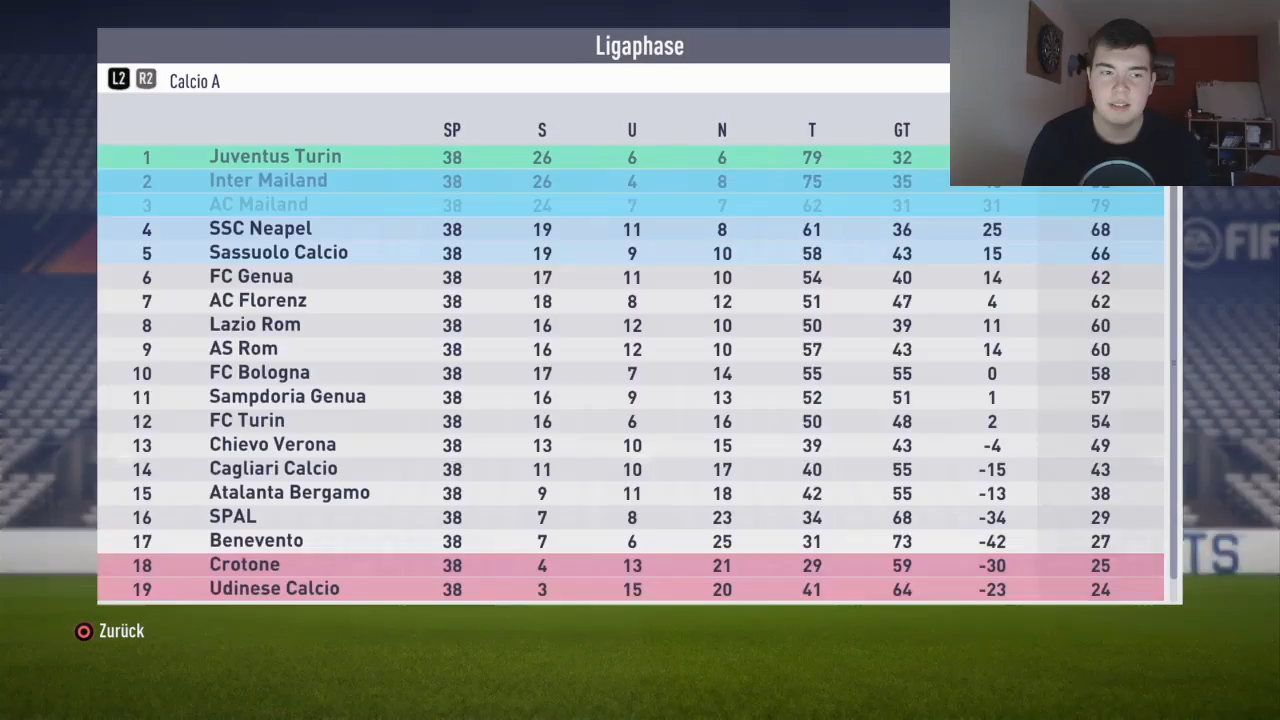 Ligaphase
L2 R2 Calcio A
SP S U N T GT
1 Juventus Turin 38 26 6 6 79 32
2 Inter Mailand 38 26 4 8 75 35
3 AC Mailand 38 24 7 7 62 31 31 79
4 SSC Neapel 38 19 11 8 61 36 25 68
5 Sassuolo Calcio 38 19 9 10 58 43 15 66
6 FC Genua 38 17 11 10 54 40 14 62
7 AC Florenz 38 18 8 12 51 47 4 62
8 Lazio Rom 38 16 12 10 50 39 11 60
9 AS Rom 38 16 12 10 57 43 14 60
10 FC Bologna 38 17 7 14 55 55 0 58
11 Sampdoria Genua 38 16 9 13 52 51 1 57
12 FC Turin 38 16 6 16 50 48 2 54
13 Chievo Verona 38 13 10 15 39 43 -4 49
14 Cagliari Calcio 38 11 10 17 40 55 -15 43
15 Atalanta Bergamo 38 9 11 18 42 55 -13 38
16 SPAL 38 7 8 23 34 68 -34 29
17 Benevento 38 7 6 25 31 73 -42 27
18 Crotone 38 4 13 21 29 59 -30 25
19 Udinese Calcio 38 3 15 20 41 64 -23 24
Zurück
EA FIF
TS